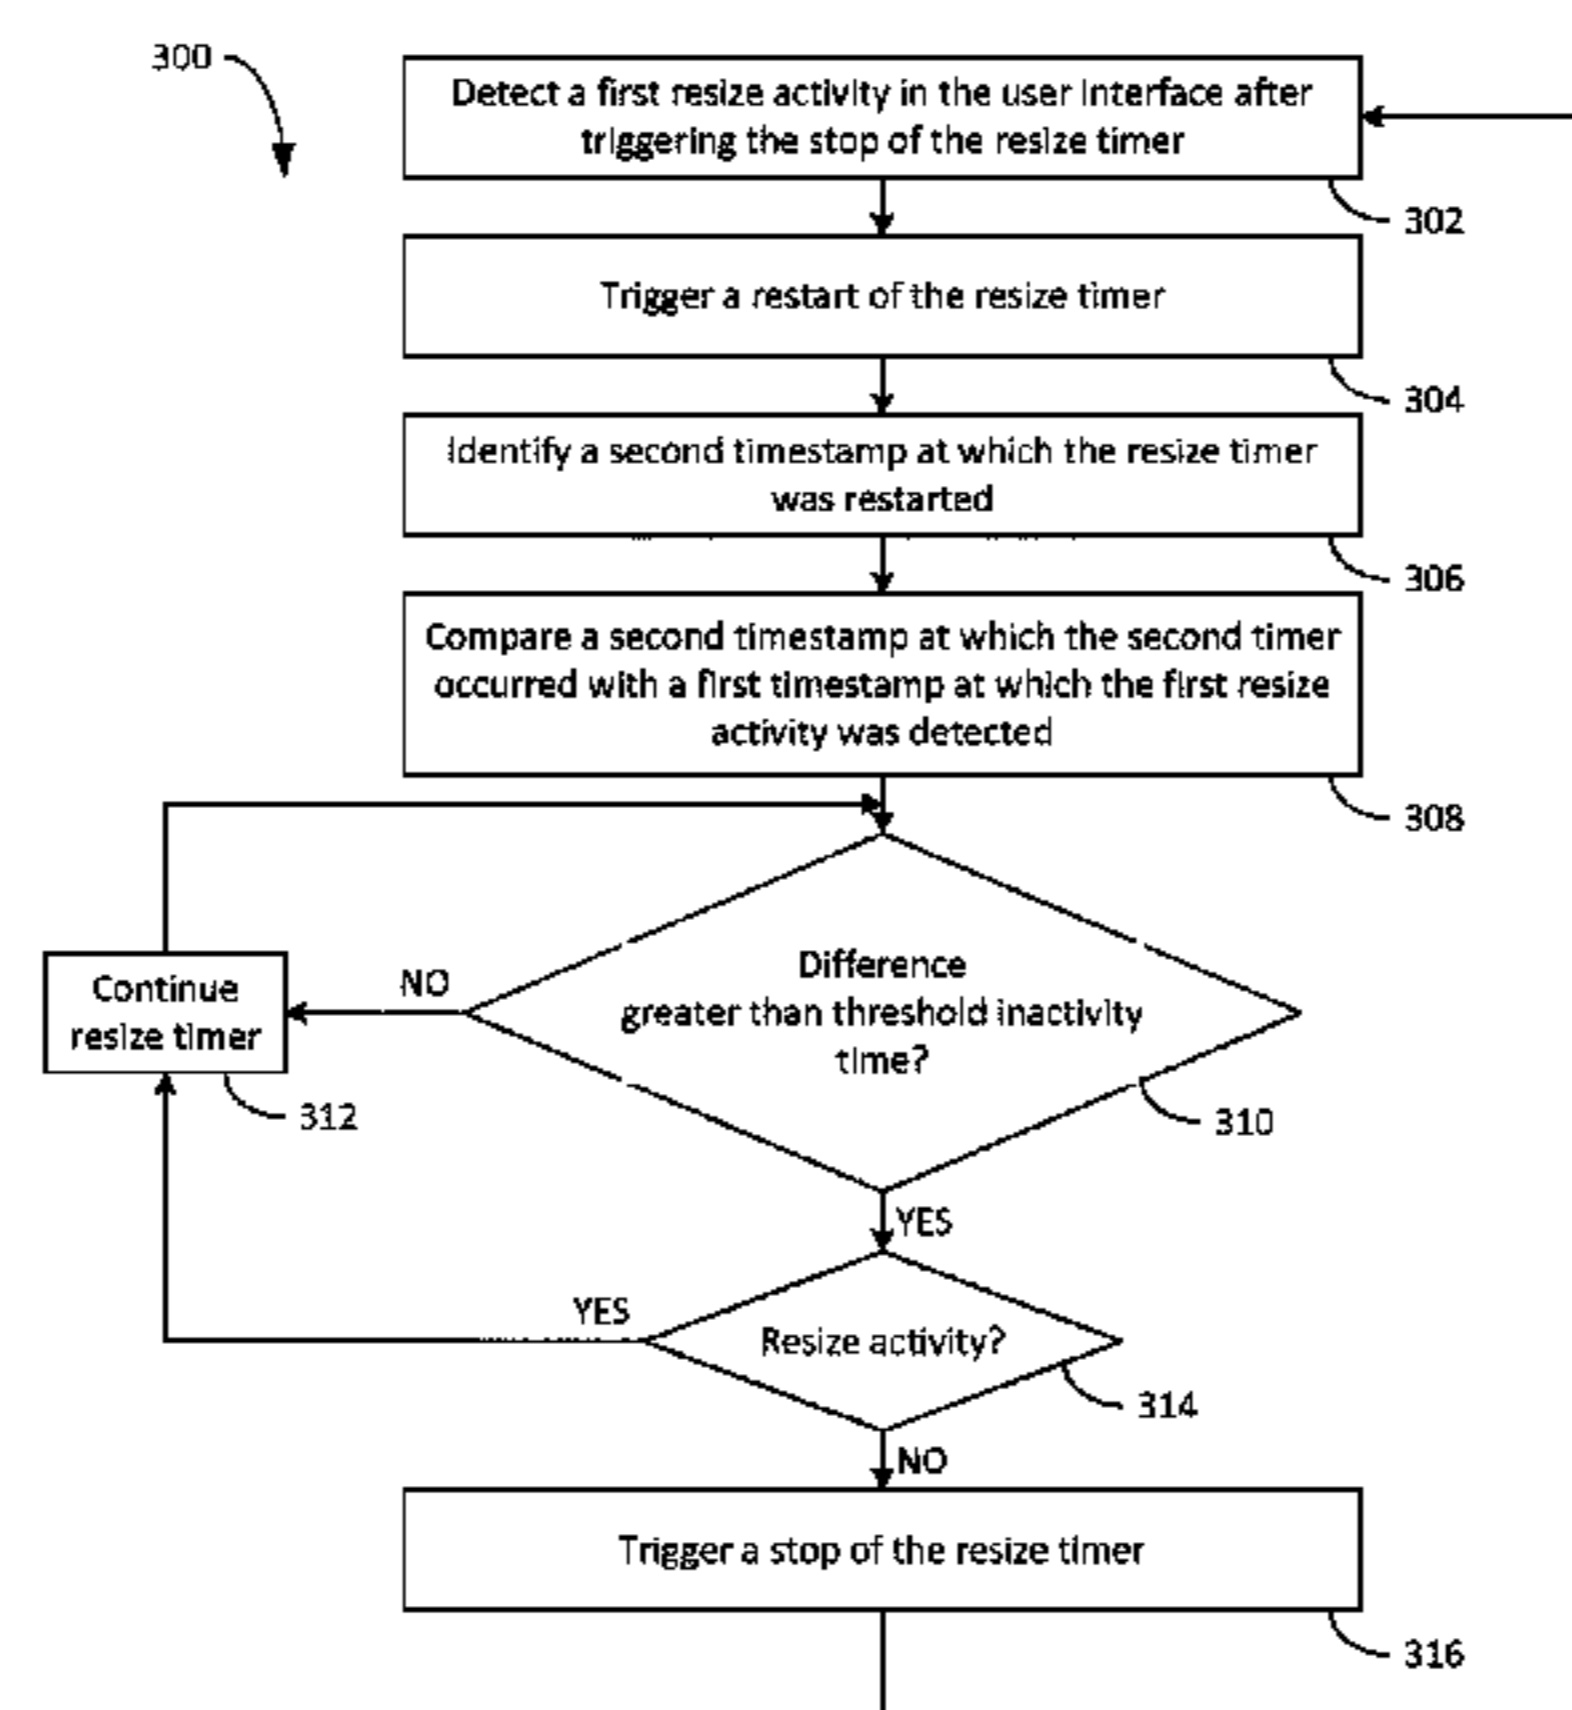 300
Detect a first resize activity in the user interface after
triggering the stop of the resize timer
302
Trigger a restart of the resize timer
304
Identify a second timestamp at which the resize timer
was restarted
306
Compare a second timestamp at which the second timer
occurred with a first timestamp at which the first resize
activity was detected
308
Difference
greater than threshold inactivity
time?
310
NO
Continue
resize timer
312
YES
Resize activity?
314
YES
NO
Trigger a stop of the resize timer
316